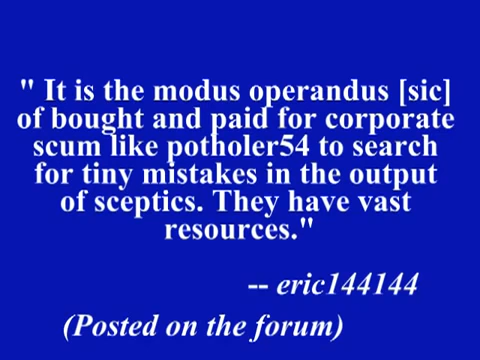 " It is the modus operandus [sic]
of bought and paid for corporate
scum like potholer54 to search
for tiny mistakes in the output
of sceptics. They have vast
resources."
-- eric144144
(Posted on the forum)